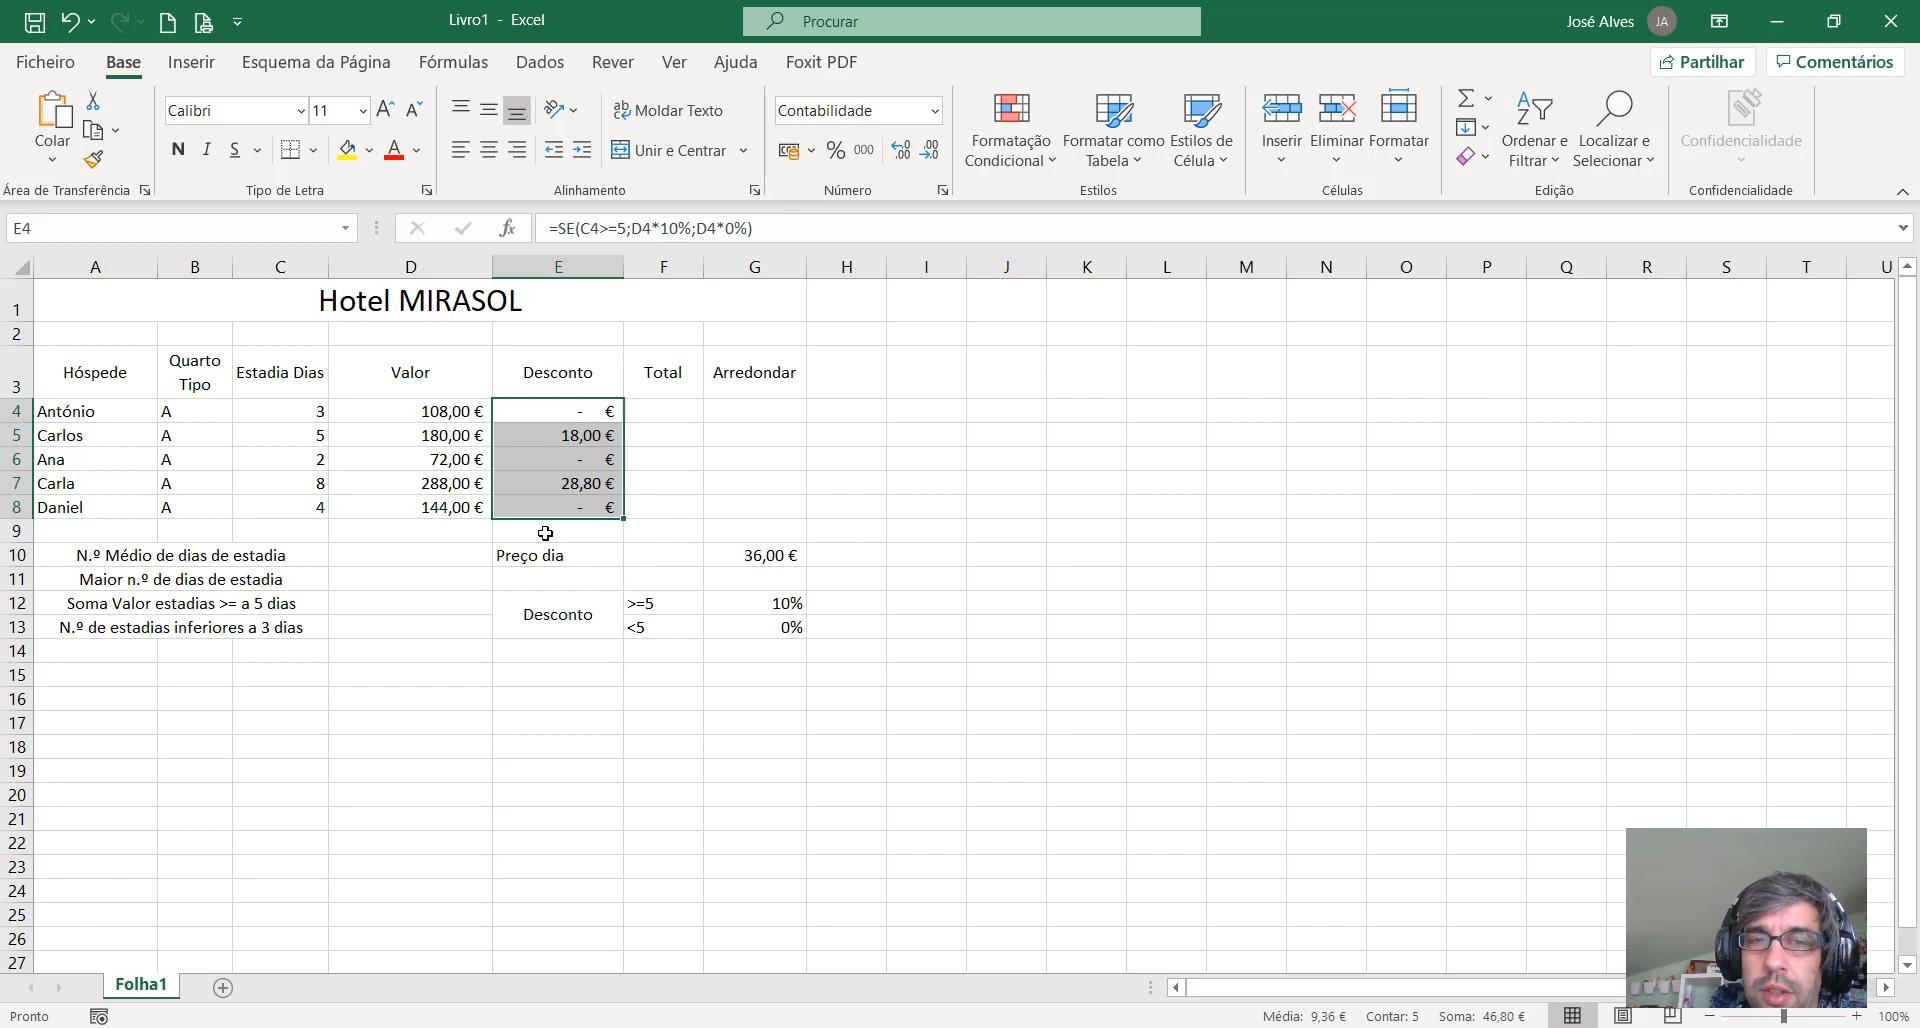 Livro1 - Excel
Procurar
José Alves
JA
Ficheiro
Base
Inserir
Esquema da Página
Fórmulas
Dados
Rever
Ver
Ajuda
Foxit PDF
Partilhar
Comentários
Colar
Área de Transferência
Calibri
11
N I S
Tipo de Letra
Moldar Texto
Unir e Centrar
Alinhamento
Contabilidade
% 000
Número
Formatação Condicional
Formatar como Tabela
Estilos de Célula
Estilos
Inserir
Eliminar
Formatar
Células
Ordenar e Filtrar
Localizar e Selecionar
Edição
Confidencialidade
Confidencialidade
E4
fx
=SE(C4>=5;D4*10%;D4*0%)
A B C D E F G H I J K L M N O P Q R S T U
1 Hotel MIRASOL
2
3 Hóspede Quarto Tipo Estadia Dias Valor Desconto Total Arredondar
4 António A 3 108,00 € - €
5 Carlos A 5 180,00 € 18,00 €
6 Ana A 2 72,00 € - €
7 Carla A 8 288,00 € 28,80 €
8 Daniel A 4 144,00 € - €
9
10 N.º Médio de dias de estadia Preço dia 36,00 €
11 Maior n.º de dias de estadia
12 Soma Valor estadias >= a 5 dias Desconto >=5 10%
13 N.º de estadias inferiores a 3 dias <5 0%
14
15
16
17
18
19
20
21
22
23
24
25
26
27
Folha1
Pronto
Média: 9,36 € Contar: 5 Soma: 46,80 €
100%